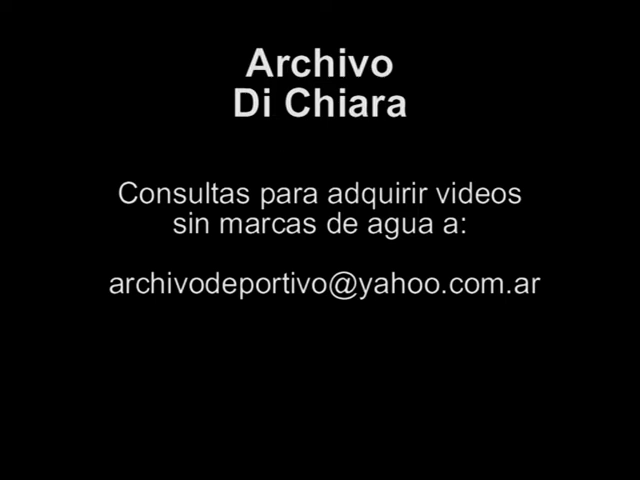 Archivo
Di Chiara
Consultas para adquirir videos
sin marcas de agua a:
archivodeportivo@yahoo.com.ar